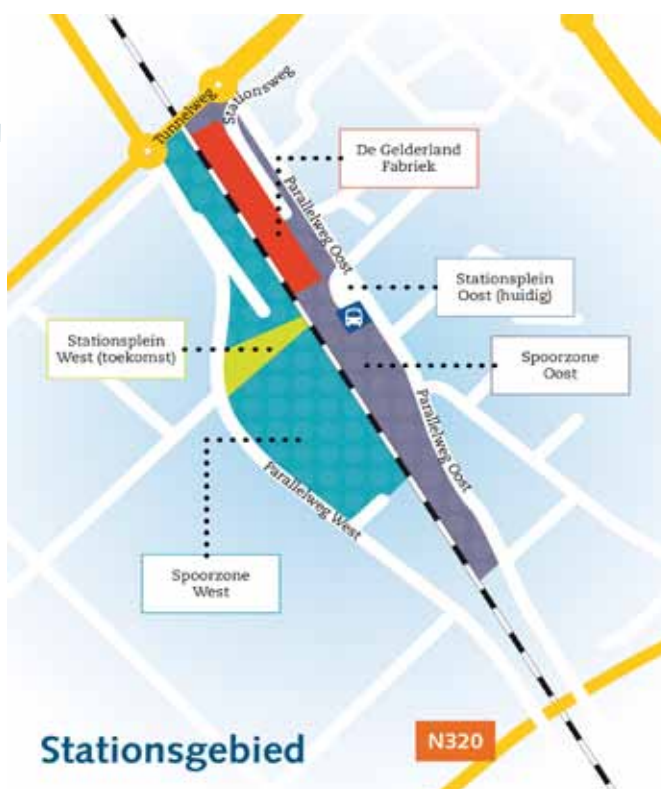 Tunnelweg
Stationsweg
De Gelderland
Fabriek
Parallelweg Oost
Stationsplein
Oost (huidig)
Stationsplein
West (toekomst)
Spoorzone
Oost
Parallelweg Oost
Parallelweg West
Spoorzone
West
Stationsgebied
N320